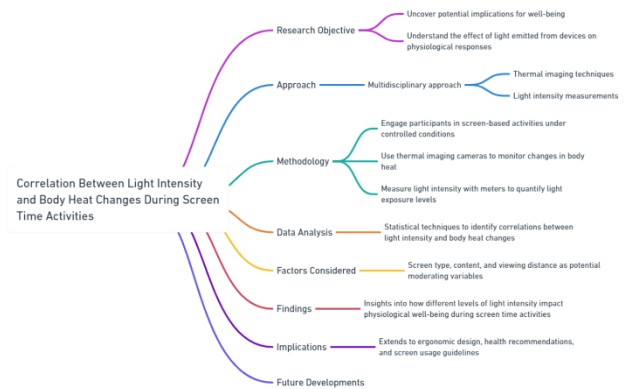 Uncover potential implications for well-being
Research Objective
Understand the effect of light emitted from devices on
physiological responses
Thermal imaging techniques
Approach
Multidisciplinary approach
Light intensity measurements
Engage participants in screen-based activities under
controlled conditions
Methodology
Use thermal imaging cameras to monitor changes in body
heat
Measure light intensity with meters to quantify light
exposure levels
Correlation Between Light Intensity
and Body Heat Changes During Screen
Time Activities
Data Analysis
Statistical techniques to identify correlations between
light intensity and body heat changes
Factors Considered
Screen type, content, and viewing distance as potential
moderating variables
Findings
Insights into how different levels of light intensity impact
physiological well-being during screen time activities
Implications
Extends to ergonomic design, health recommendations,
and screen usage guidelines
Future Developments